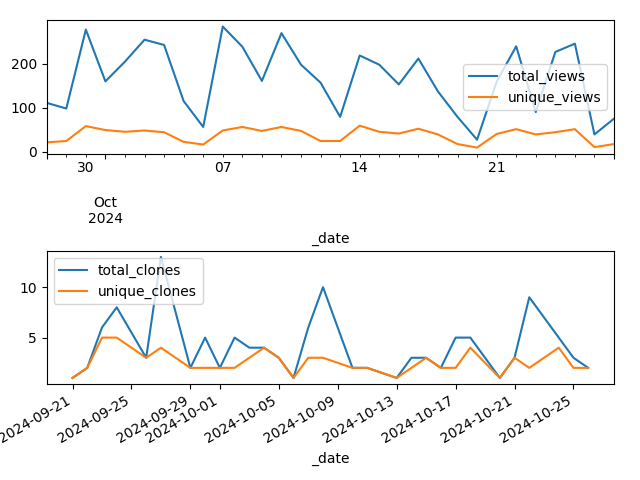 200
100
0
total_views
unique_views
30
07
14
21
Oct
2024
_date
10
5
total_clones
unique_clones
2024-09-21
2024-09-25
2024-09-29
2024-10-01
2024-10-05
2024-10-09
2024-10-13
2024-10-17
2024-10-21
2024-10-25
_date